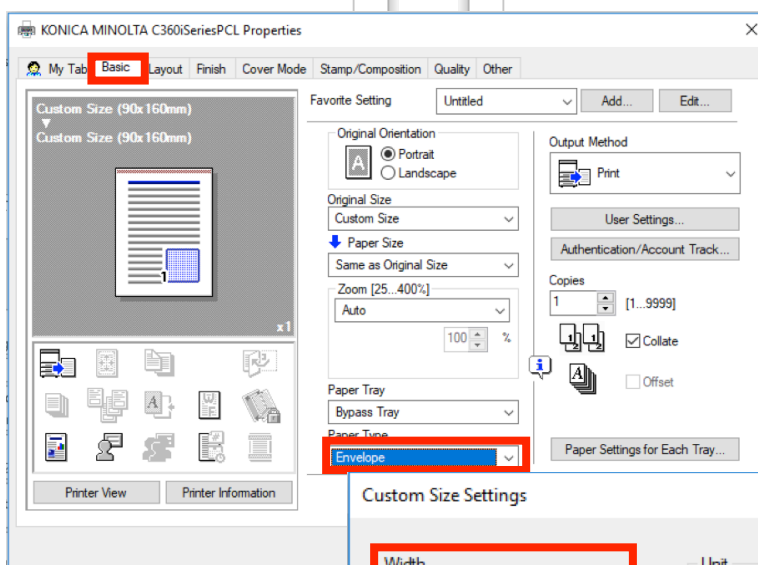 KONICA MINOLTA C360iSeriesPCL Properties
My Tab Basic Layout Finish Cover Mode Stamp/Composition Quality Other
Custom Size (90x160mm)
Custom Size (90x160mm)
1
x1
Printer View Printer Information
Favorite Setting Untitled Add... Edit...
Original Orientation
A Portrait
Landscape
Original Size
Custom Size
Paper Size
Same as Original Size
Zoom [25...400%]
Auto
100 %
Paper Tray
Bypass Tray
Paper Type
Envelope
Output Method
Print
User Settings...
Authentication/Account Track...
Copies
1 [1...9999]
Collate
Offset
Paper Settings for Each Tray...
Custom Size Settings
Width Unit